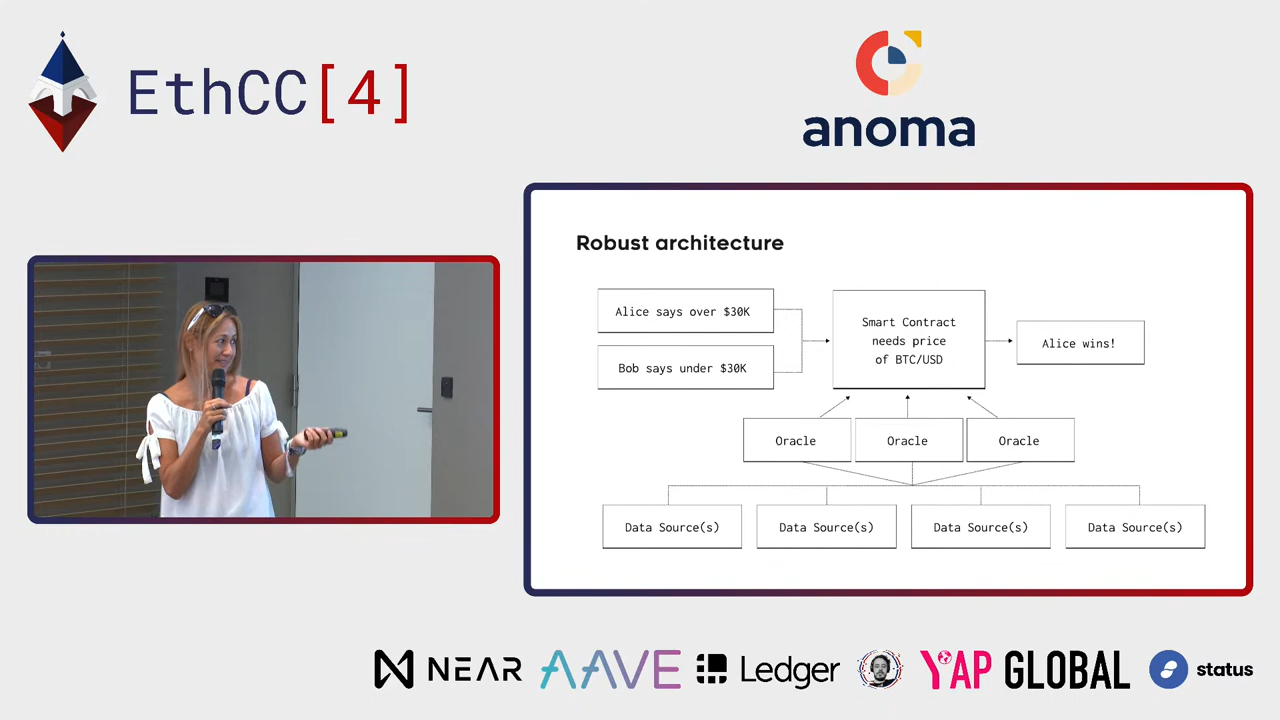 EthCC[4]
anoma
Robust architecture
Alice says over $30K
Bob says under $30K
Smart Contract
needs price
of BTC/USD
Alice wins!
Oracle
Oracle
Oracle
Data Source(s)
Data Source(s)
Data Source(s)
Data Source(s)
NEAR
AAVE
Ledger
YAP GLOBAL
status